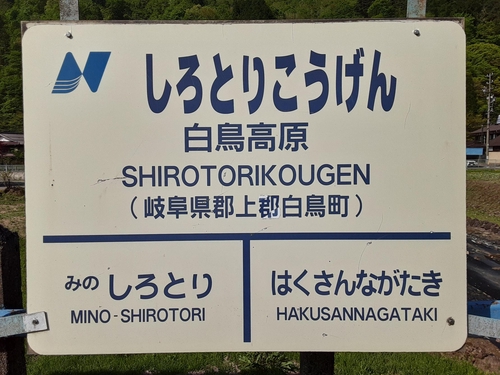 しろとりこうげん
白鳥高原
SHIROTORIKOUGEN
(岐阜県郡上郡白鳥町)
みの しろとり
はくさんながたき
MINO-SHIROTORI
HAKUSANNAGATAKI